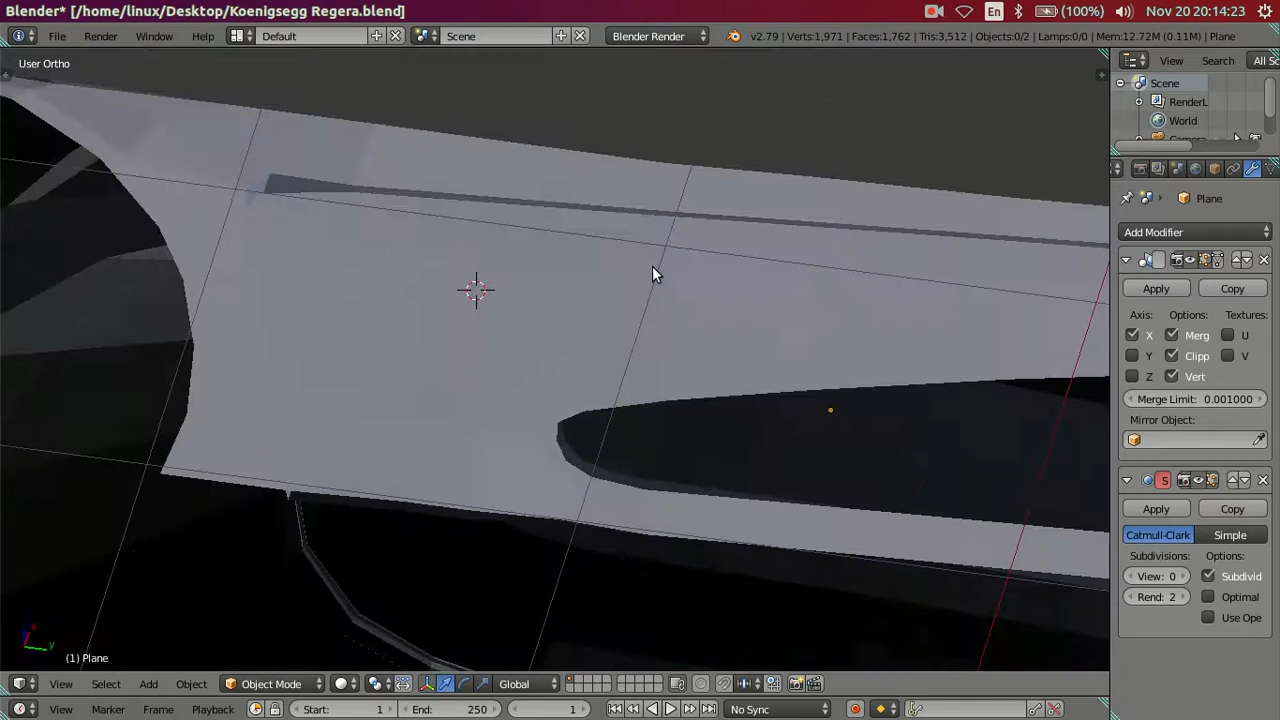 Blender* [/home/linux/Desktop/Koenigsegg Regera.blend]
En (100%) Nov 20 20:14:23
File Render Window Help Default Scene Blender Render v2.79 | Verts:1,971 | Faces:1,762 | Tris:3,512 | Objects:0/2 | Lamps:0/0 | Mem:12.72M (0.11M) | Plane
User Ortho
View Search All Sc
Scene
RenderL
World
Camera
Plane
Add Modifier
Apply Copy
Axis: Options: Textures:
X Merg U
Y Clipp V
Z Vert
Merge Limit: 0.001000
Mirror Object:
S
Apply Copy
Catmull-Clark Simple
Subdivisions: Options:
View: 0 Subdivid
Rend: 2 Optimal
Use Ope
x
y
(1) Plane
View Select Add Object Object Mode Global
View Marker Frame Playback Start: 1 End: 250 1 No Sync